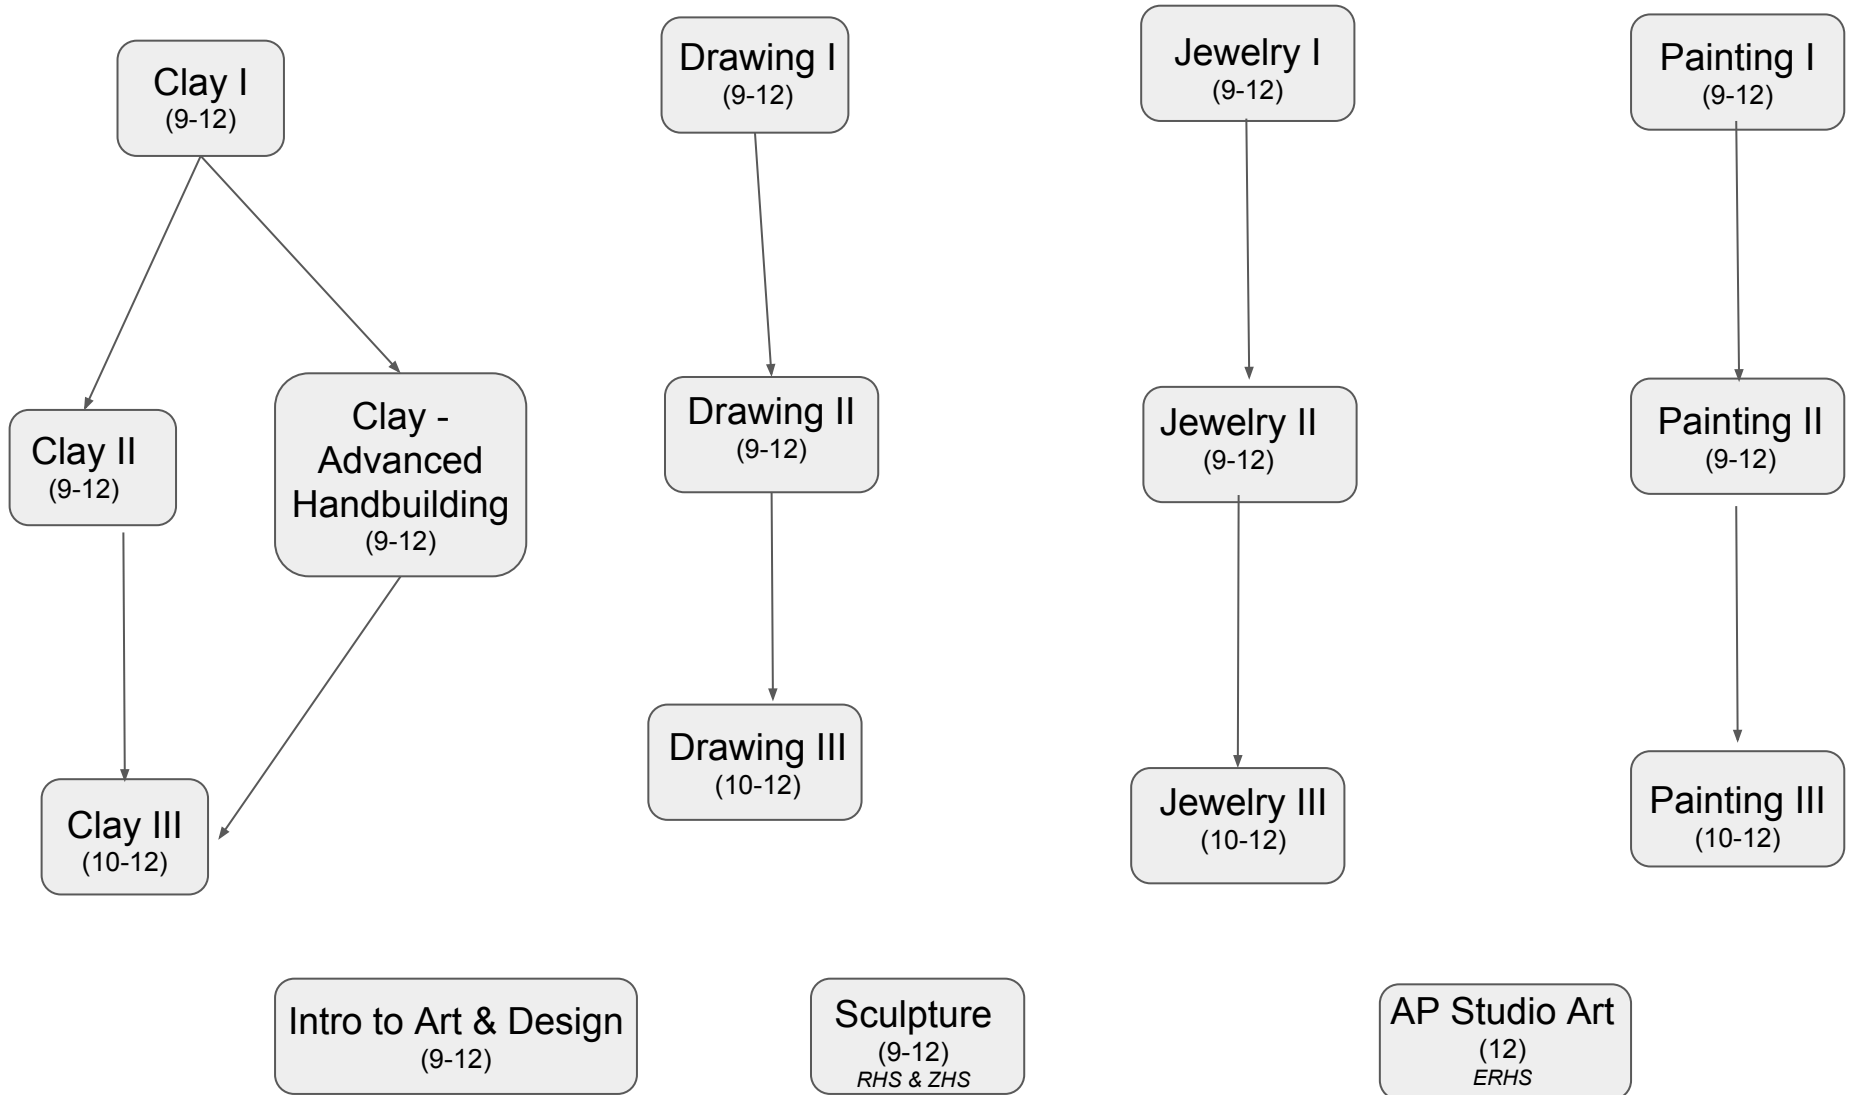 Clay I
(9-12)
Drawing I
(9-12)
Jewelry I
(9-12)
Painting I
(9-12)
Clay II
(9-12)
Clay -
Advanced
Handbuilding
(9-12)
Drawing II
(9-12)
Jewelry II
(9-12)
Painting II
(9-12)
Clay III
(10-12)
Drawing III
(10-12)
Jewelry III
(10-12)
Painting III
(10-12)
Intro to Art & Design
(9-12)
Sculpture
(9-12)
RHS & ZHS
AP Studio Art
(12)
ERHS